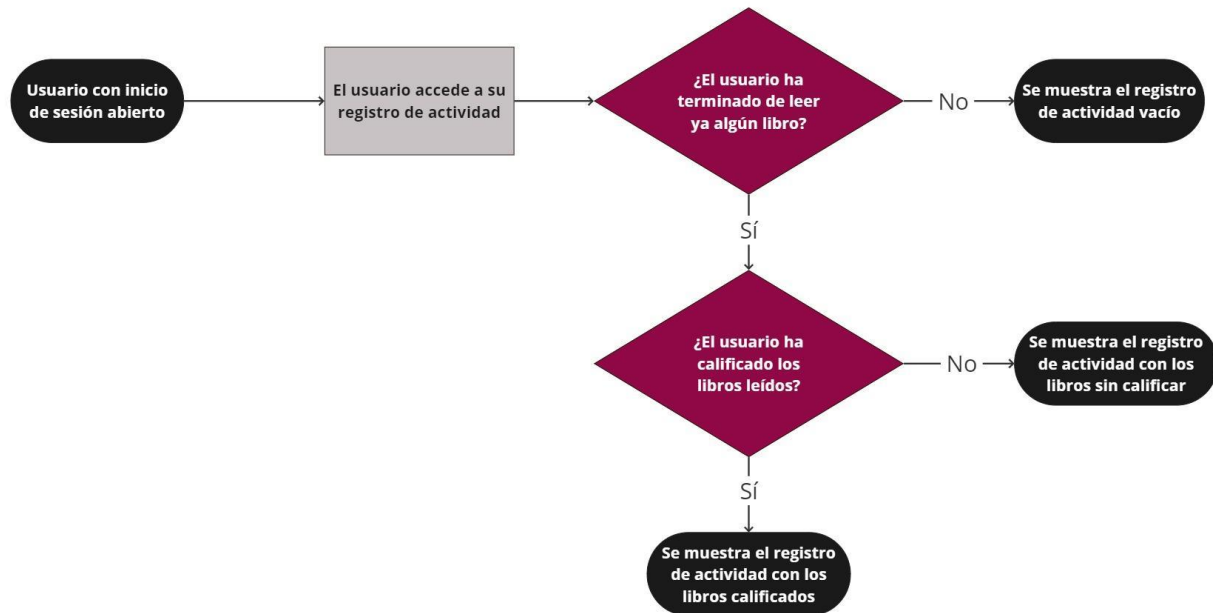 Usuario con inicio
de sesión abierto
El usuario accede a su
registro de actividad
¿El usuario ha
terminado de leer
ya algún libro?
No
Se muestra el registro
de actividad vacío
Sí
¿El usuario ha
calificado los
libros leídos?
No
Se muestra el registro
de actividad con los
libros sin calificar
Sí
Se muestra el registro
de actividad con los
libros calificados